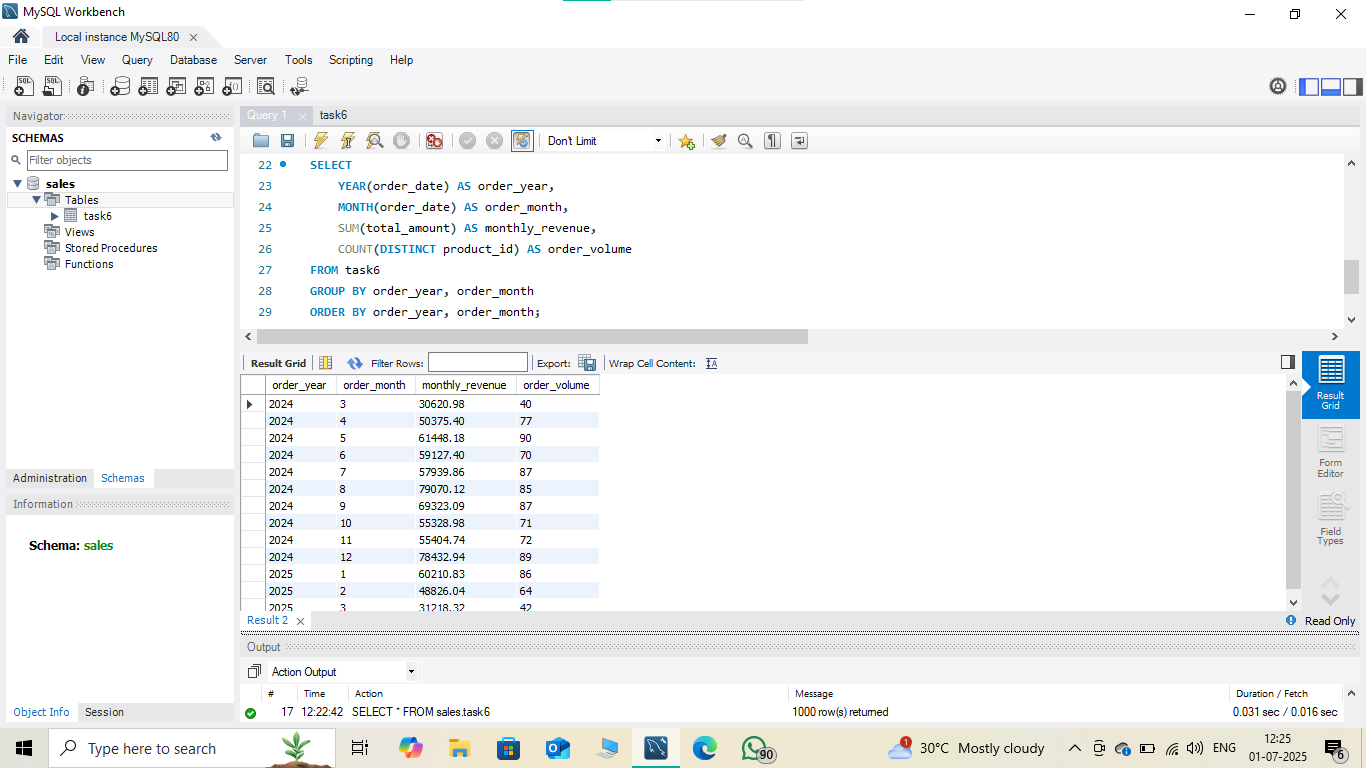 MySQL Workbench
Local instance MySQL80
File Edit View Query Database Server Tools Scripting Help
Navigator
SCHEMAS
Filter objects
sales
Tables
task6
Views
Stored Procedures
Functions
Administration Schemas
Information
Schema: sales
Object Info Session
Query 1 task6
Don't Limit
22 SELECT
23 YEAR(order_date) AS order_year,
24 MONTH(order_date) AS order_month,
25 SUM(total_amount) AS monthly_revenue,
26 COUNT(DISTINCT product_id) AS order_volume
27 FROM task6
28 GROUP BY order_year, order_month
29 ORDER BY order_year, order_month;
Result Grid Filter Rows: Export: Wrap Cell Content:
order_year order_month monthly_revenue order_volume
2024 3 30620.98 40
2024 4 50375.40 77
2024 5 61448.18 90
2024 6 59127.40 70
2024 7 57939.86 87
2024 8 79070.12 85
2024 9 69323.09 87
2024 10 55328.98 71
2024 11 55404.74 72
2024 12 78432.94 89
2025 1 60210.83 86
2025 2 48826.04 64
2025 3 31218.32 42
Result
Grid
Form
Editor
Field
Types
Result 2
Read Only
Output
Action Output
# Time Action Message Duration / Fetch
17 12:22:42 SELECT * FROM sales.task6 1000 row(s) returned 0.031 sec / 0.016 sec
Type here to search
90
1
30°C Mostly cloudy
ENG
12:25
01-07-2025
6